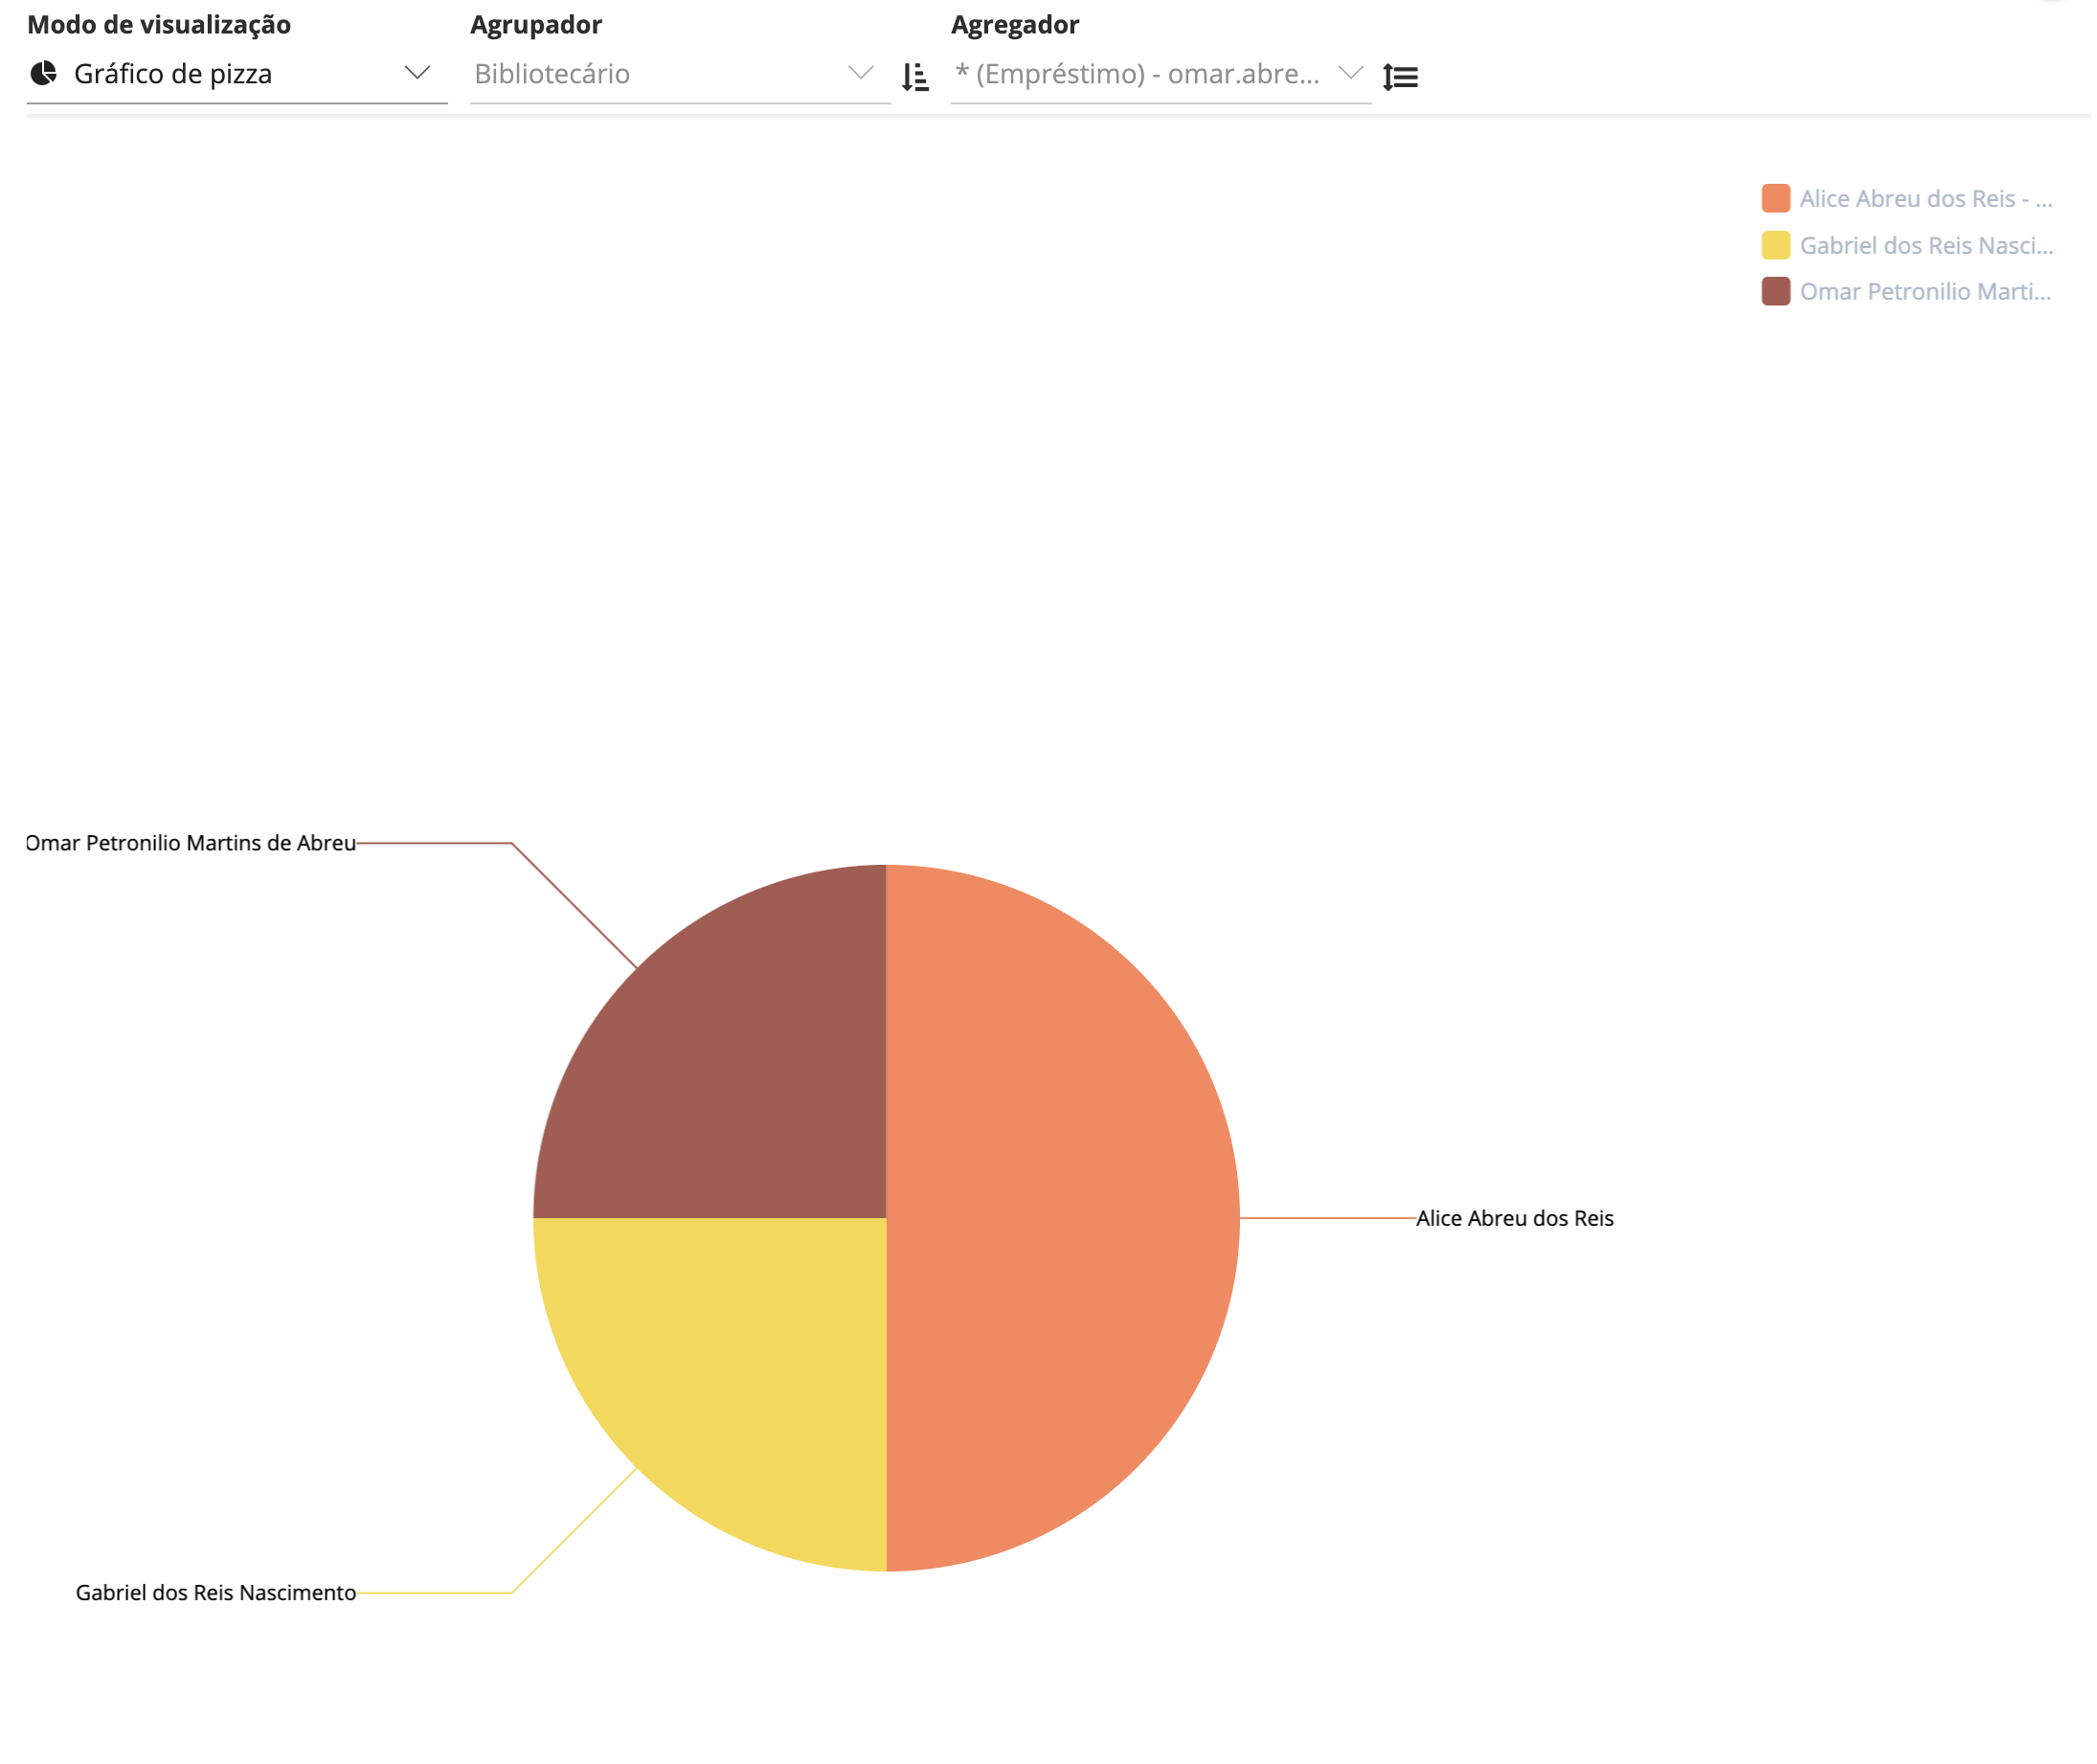 Modo de visualização
Agrupador
Agregador
Gráfico de pizza
Bibliotecário
* (Empréstimo) - omar.abre...
Alice Abreu dos Reis - ...
Gabriel dos Reis Nasci...
Omar Petronilio Marti...
Omar Petronilio Martins de Abreu
Alice Abreu dos Reis
Gabriel dos Reis Nascimento